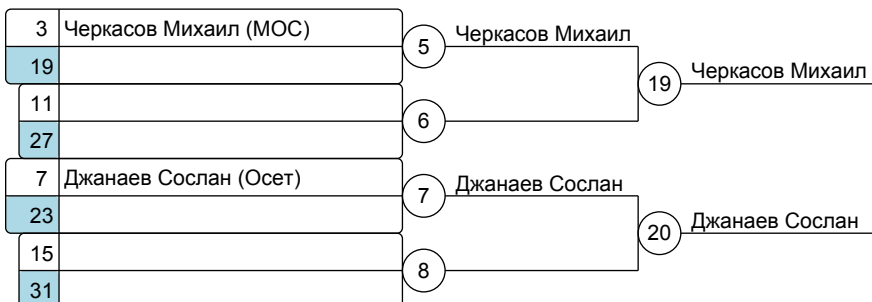 3 Черкасов Михаил (МОС)
19
11
27
7 Джанаев Сослан (Осет)
23
15
31
5
6
7
8
Черкасов Михаил
Джанаев Сослан
19
20
Черкасов Михаил
Джанаев Сослан